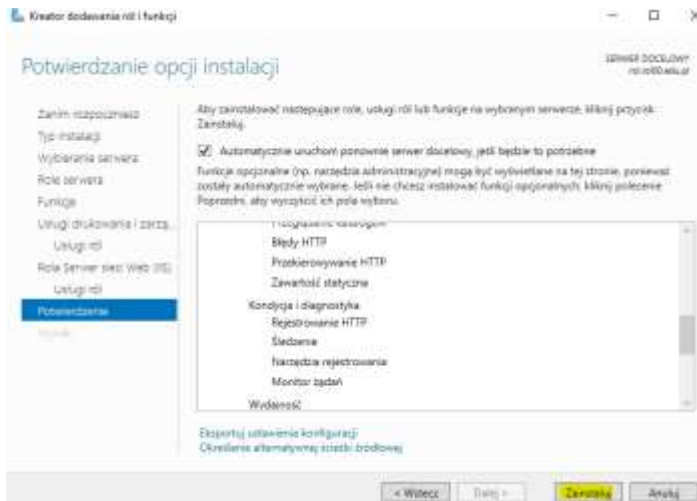 Kreator dodawania ról i funkcji
Potwierdzanie opcji instalacji
SERWER DOCELOWY
Zanim rozpoczniesz
Typ instalacji
Wybieranie serwera
Role serwera
Funkcje
Usługi drukowania i zarzą...
Usługi ról
Rola Serwer sieci Web (IIS)
Usługi ról
Potwierdzenie
Wyniki
Aby zainstalować następujące role, usługi ról lub funkcje na wybranym serwerze, kliknij przycisk
Zainstaluj.
Automatycznie uruchom ponownie serwer docelowy, jeśli będzie to potrzebne
Funkcje opcjonalne (np. narzędzia administracyjne) mogą być wyświetlane na tej stronie, ponieważ
zostały automatycznie wybrane. Jeśli nie chcesz instalować funkcji opcjonalnych, kliknij polecenie
Poprzedni, aby wyczyścić ich pola wyboru.
Przeglądanie katalogów
Błędy HTTP
Przekierowywanie HTTP
Zawartość statyczna
Kondycja i diagnostyka
Rejestrowanie HTTP
Śledzenie
Narzędzia rejestrowania
Monitor żądań
Wydajność
Eksportuj ustawienia konfiguracji
Określanie alternatywnej ścieżki źródłowej
< Wstecz
Dalej >
Zainstaluj
Anuluj